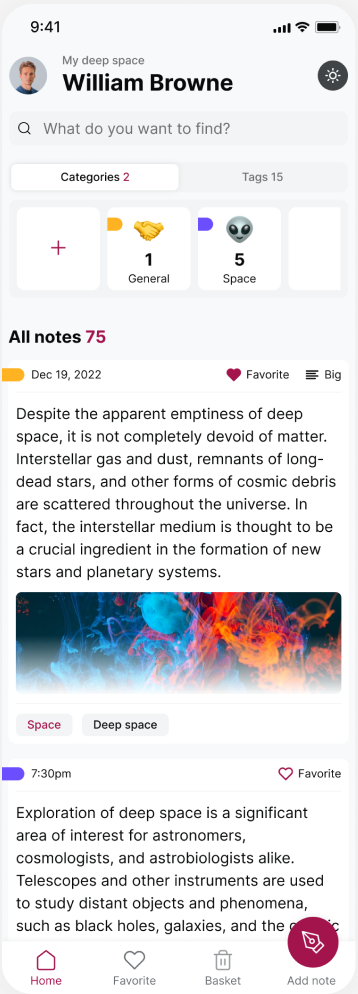 9:41
My deep space
William Browne
What do you want to find?
Categories 2
Tags 15
1
General
5
Space
All notes 75
Dec 19, 2022
Favorite
Big
Despite the apparent emptiness of deep
space, it is not completely devoid of matter.
Interstellar gas and dust, remnants of long-
dead stars, and other forms of cosmic debris
are scattered throughout the universe. In
fact, the interstellar medium is thought to be
a crucial ingredient in the formation of new
stars and planetary systems.
Space
Deep space
7:30pm
Favorite
Exploration of deep space is a significant
area of interest for astronomers,
cosmologists, and astrobiologists alike.
Telescopes and other instruments are used
to study distant objects and phenomena,
such as black holes, galaxies, and the
Home
Favorite
Basket
Add note